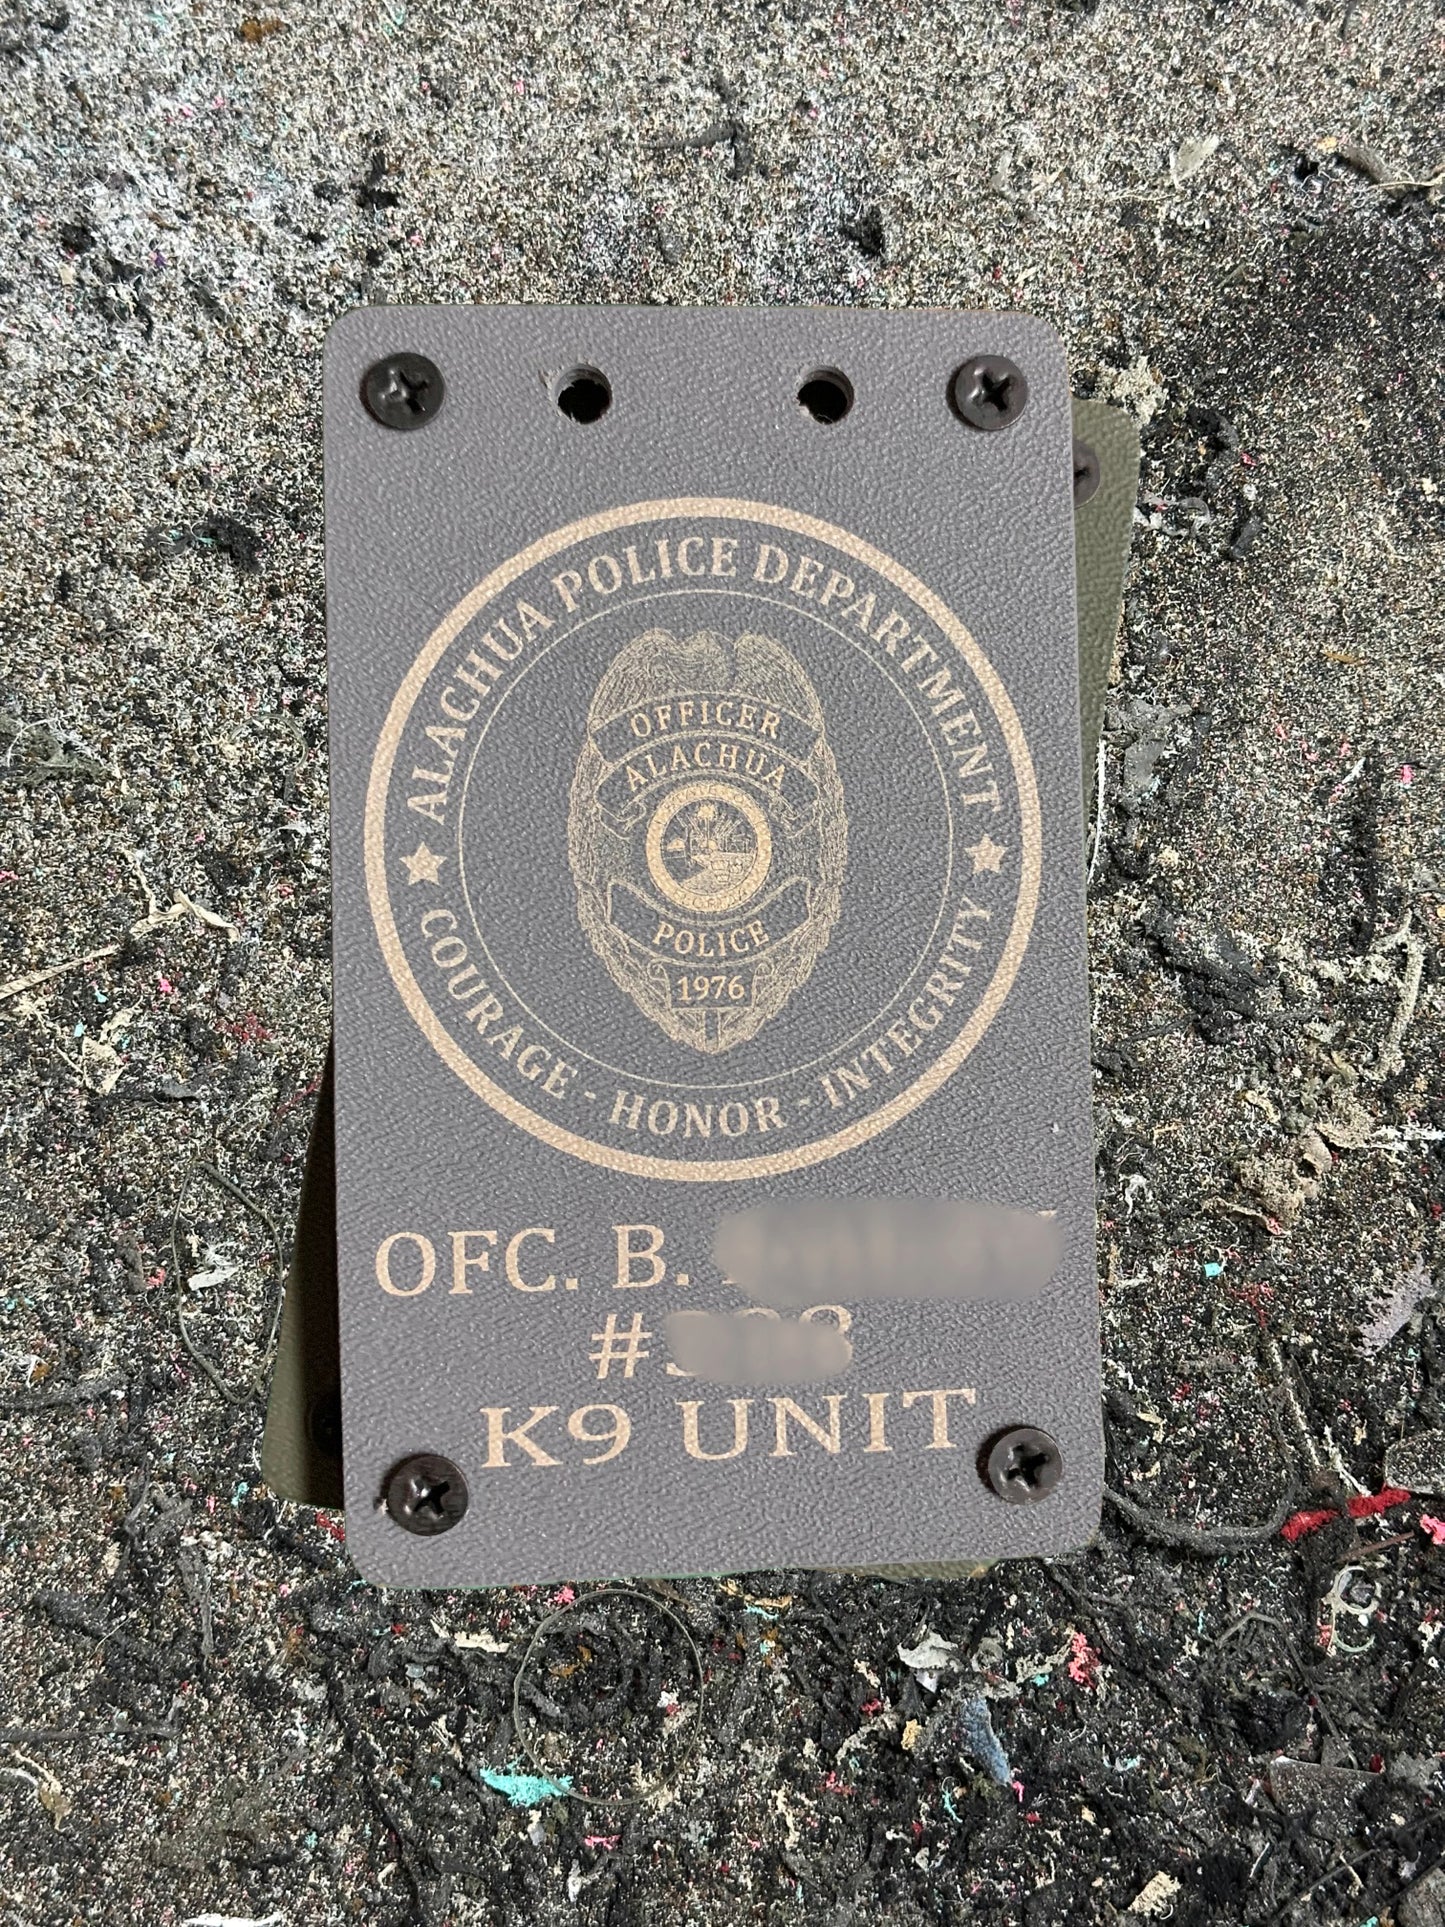 ALACHUA POLICE DEPARTMENT
OFFICER
ALACHUA
POLICE
1976
COURAGE - HONOR - INTEGRITY
OFC. B.
#
K9 UNIT